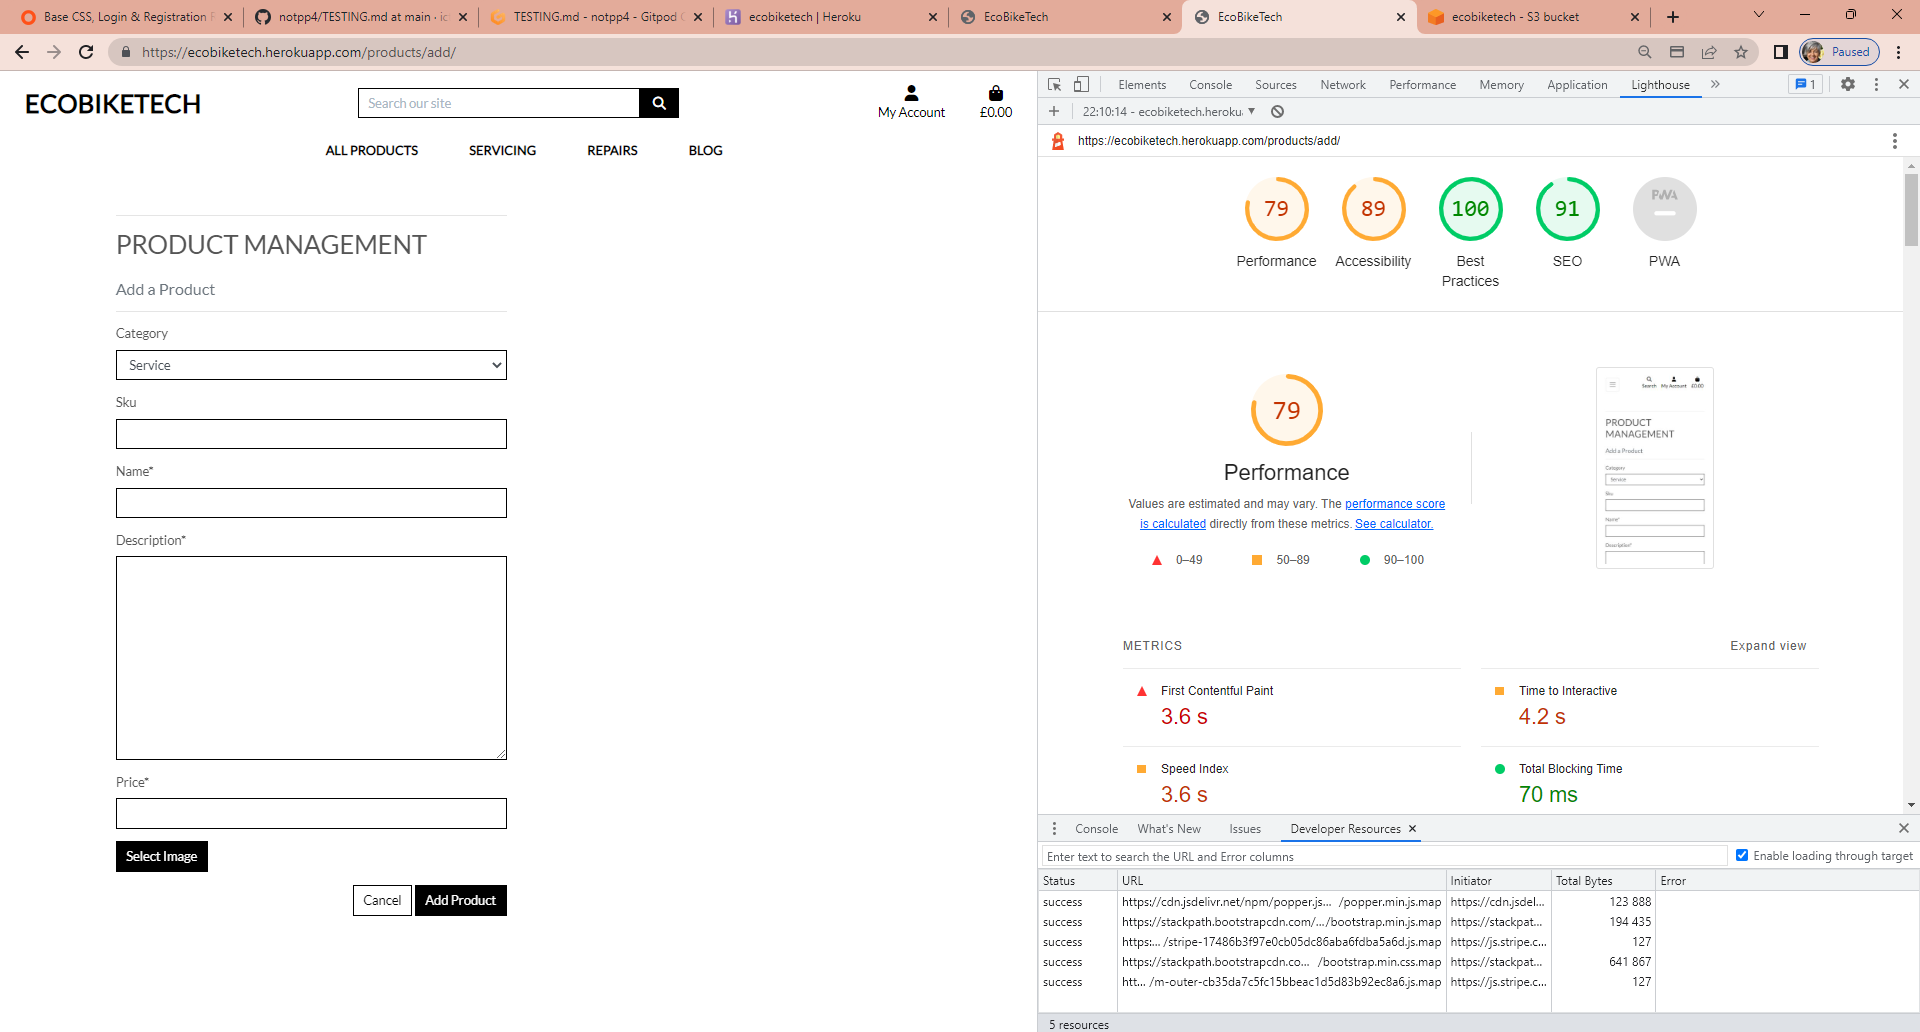 Base CSS, Login & Registration F
notpp4/TESTING.md at main · ic
TESTING.md - notpp4 - Gitpod C
ecobiketech | Heroku
EcoBikeTech
EcoBikeTech
ecobiketech - S3 bucket
https://ecobiketech.herokuapp.com/products/add/
Paused
ECOBIKETECH
Search our site
My Account
£0.00
ALL PRODUCTS
SERVICING
REPAIRS
BLOG
PRODUCT MANAGEMENT
Add a Product
Category
Service
Sku
Name*
Description*
Price*
Select Image
Cancel
Add Product
Elements
Console
Sources
Network
Performance
Memory
Application
Lighthouse
1
22:10:14 - ecobiketech.heroku
https://ecobiketech.herokuapp.com/products/add/
79
Performance
89
Accessibility
100
Best
Practices
91
SEO
PWA
PWA
79
Performance
Values are estimated and may vary. The performance score
is calculated directly from these metrics. See calculator.
0–49
50–89
90–100
Search My Account £0.00
PRODUCT
MANAGEMENT
Add a Product
Category
Service
Sku
Name*
Description*
METRICS
Expand view
First Contentful Paint
3.6 s
Time to Interactive
4.2 s
Speed Index
3.6 s
Total Blocking Time
70 ms
Console
What's New
Issues
Developer Resources
Enter text to search the URL and Error columns
Enable loading through target
Status URL Initiator Total Bytes Error
success https://cdn.jsdelivr.net/npm/popper.js... /popper.min.js.map https://cdn.jsdel... 123 888
success https://stackpath.bootstrapcdn.com/.../bootstrap.min.js.map https://stackpat... 194 435
success https:... /stripe-17486b3f97e0cb05dc86aba6fdba5a6d.js.map https://js.stripe.c... 127
success https://stackpath.bootstrapcdn.co... /bootstrap.min.css.map https://stackpat... 641 867
success htt... /m-outer-cb35da7c5fc15bbeac1d5d83b92ec8a6.js.map https://js.stripe.c... 127
5 resources